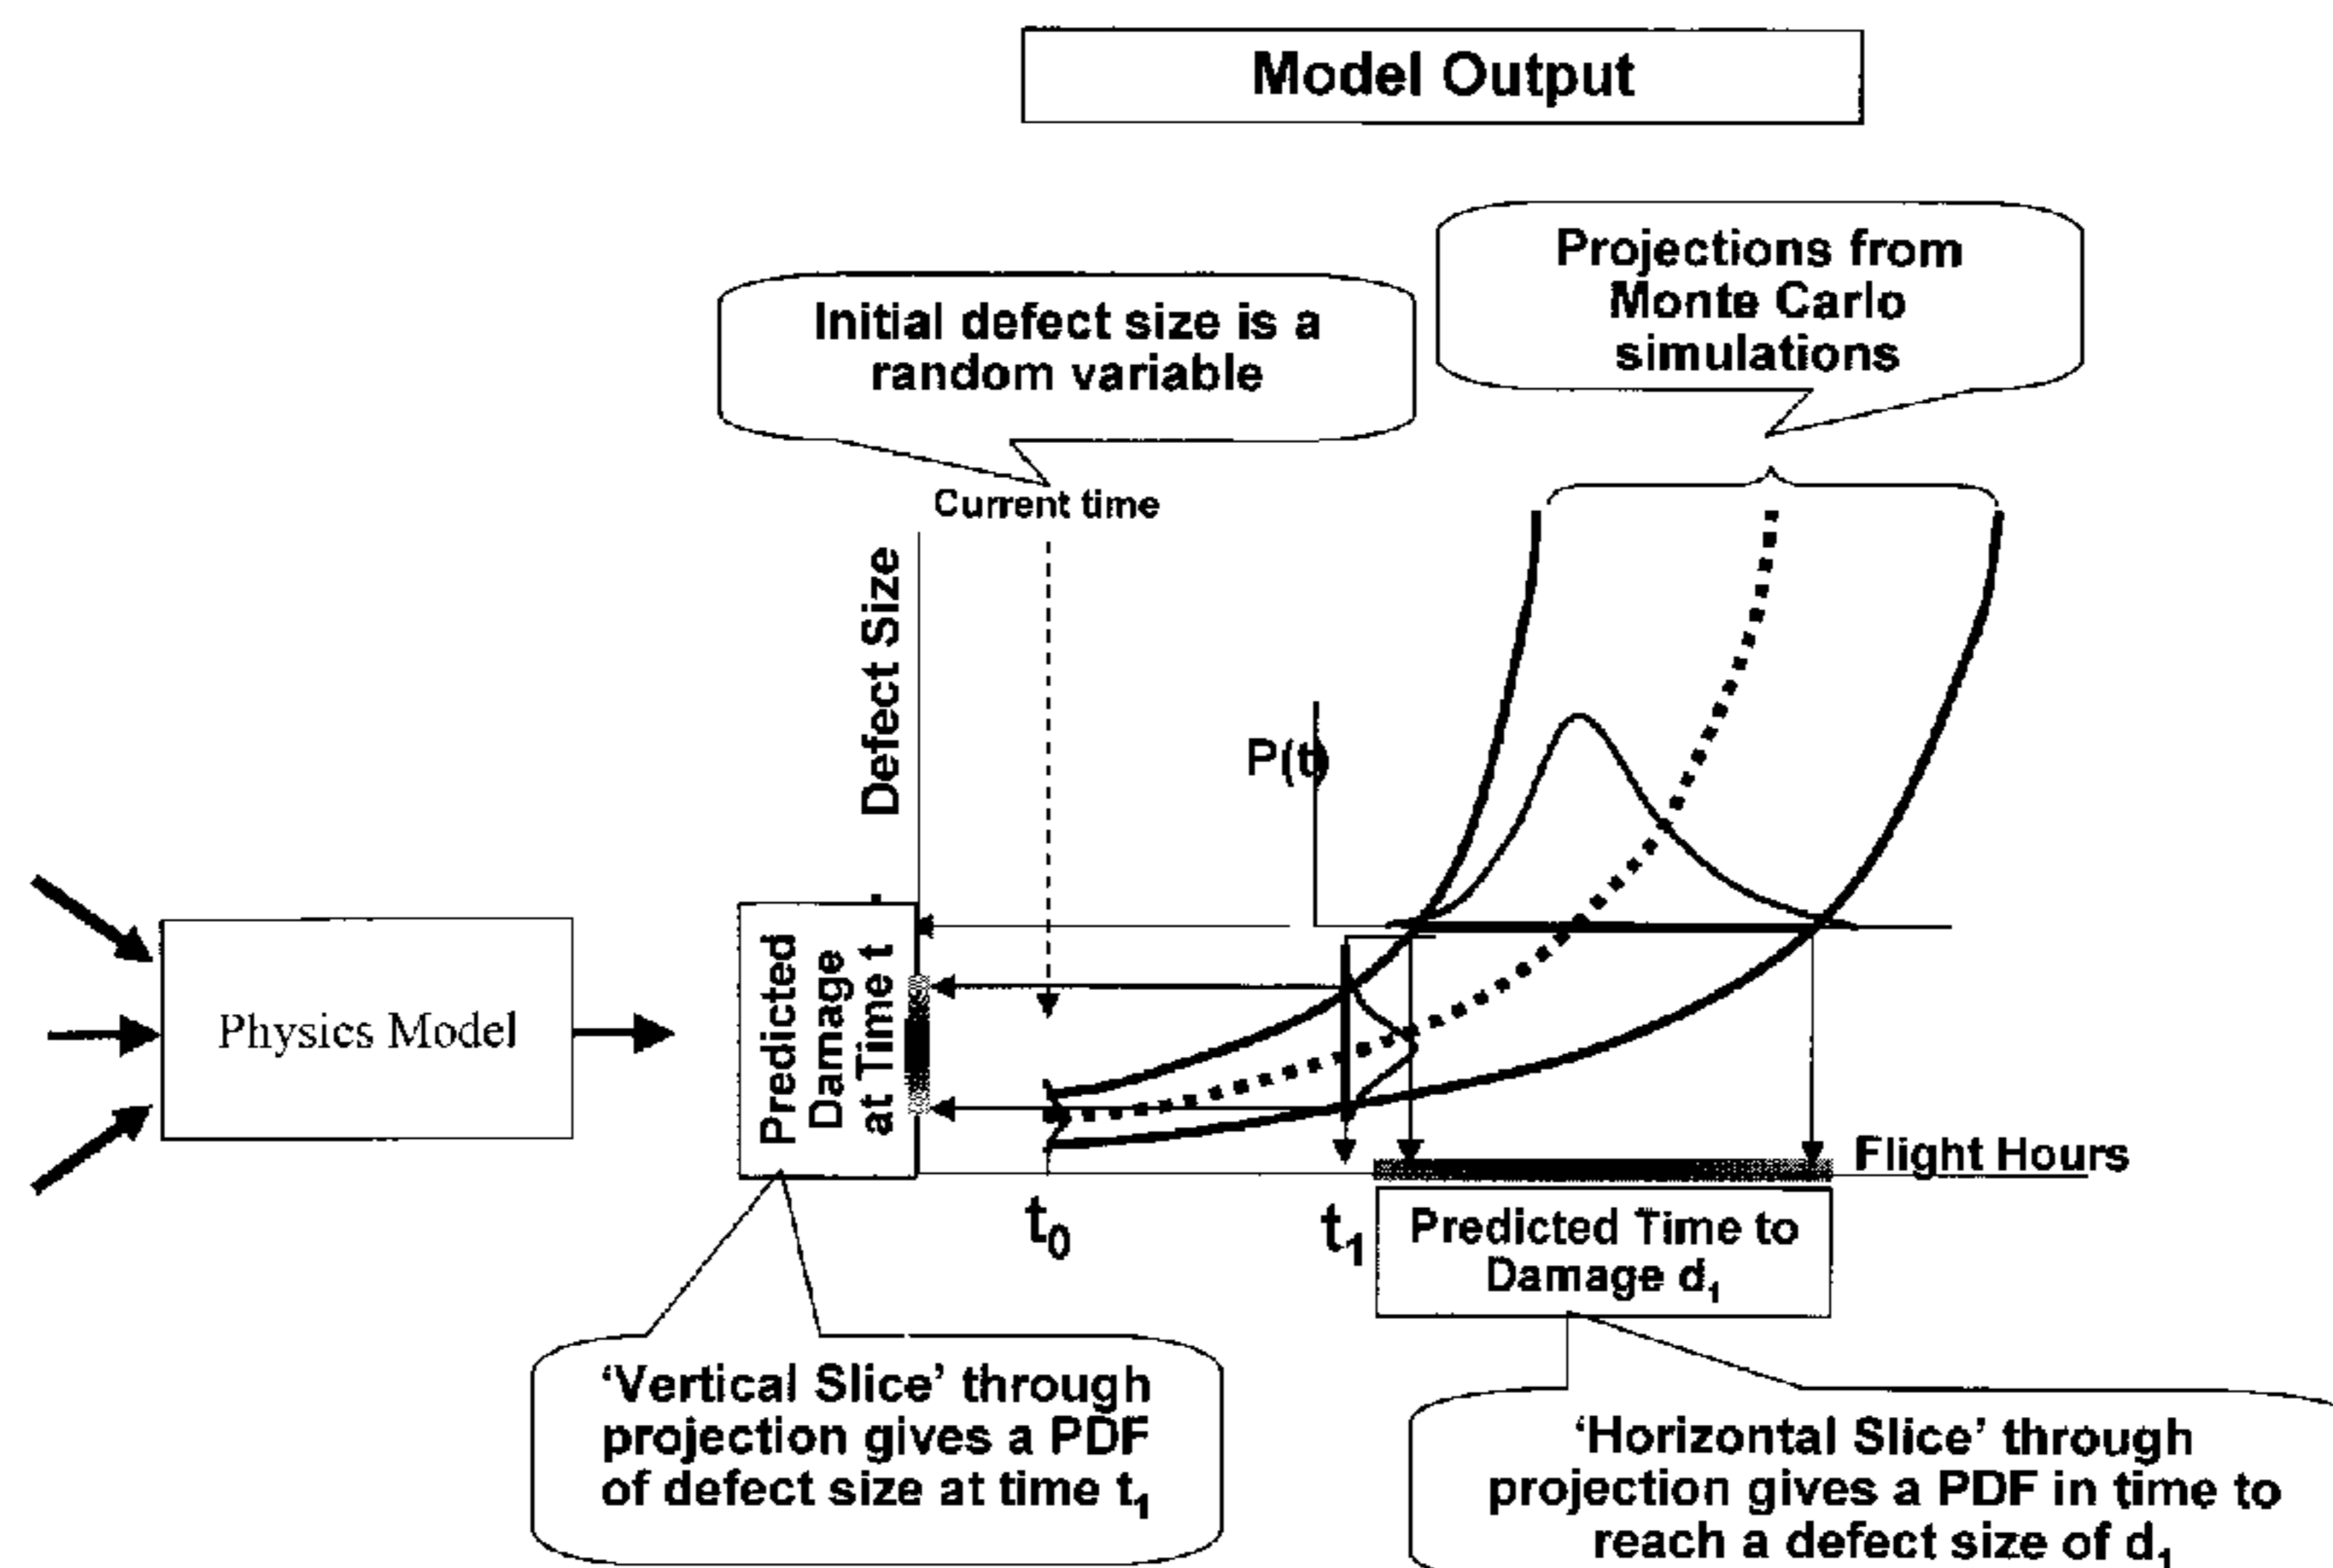 Model Output
Projections from
Monte Carlo
simulations
Initial defect size is a
random variable
Current time
Defect Size
P(t)
Physics Model
Predicted
Damage
at Time t
Flight Hours
t₀
t₁
Predicted Time to
Damage d₁
‘Vertical Slice’ through
projection gives a PDF
of defect size at time t₁
‘Horizontal Slice’ through
projection gives a PDF in time to
reach a defect size of d₁